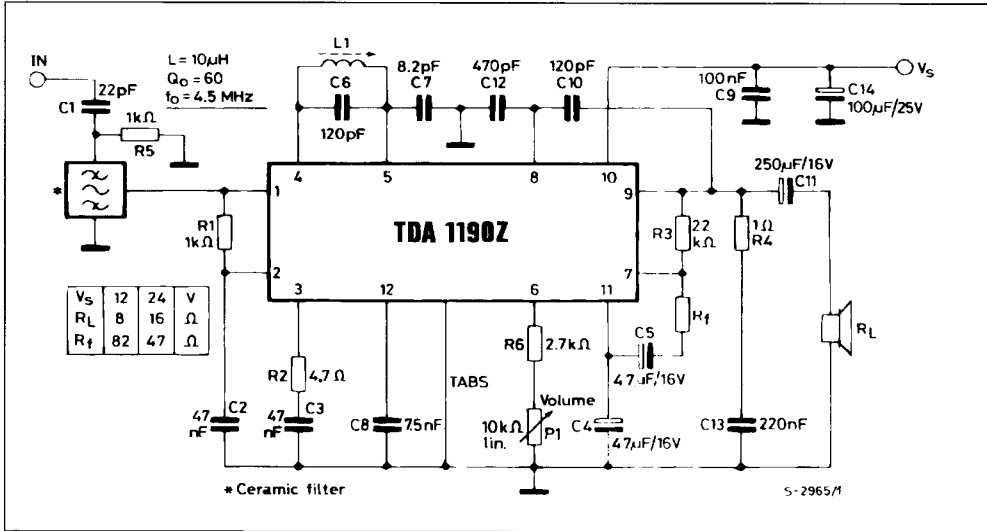 IN
C1
22pF
1kΩ
R5
*
L = 10µH
Qo = 60
fo = 4.5 MHz
L1
C6
120pF
8.2pF
C7
470pF
C12
120pF
C10
100nF
C9
C14
100µF/25V
Vs
4
5
8
10
1
2
3
12
6
11
9
7
TDA 1190Z
R1
1kΩ
R3
22
kΩ
1Ω
R4
250µF/16V
C11
Rf
RL
Vs 12 24 V
RL 8 16 Ω
Rf 82 47 Ω
R2
4.7Ω
TABS
R6
2.7kΩ
C5
47µF/16V
47
nF
C2
47
nF
C3
C8
7.5nF
Volume
10kΩ
lin.
P1
C4
47µF/16V
C13
220nF
* Ceramic filter
S-2965/1